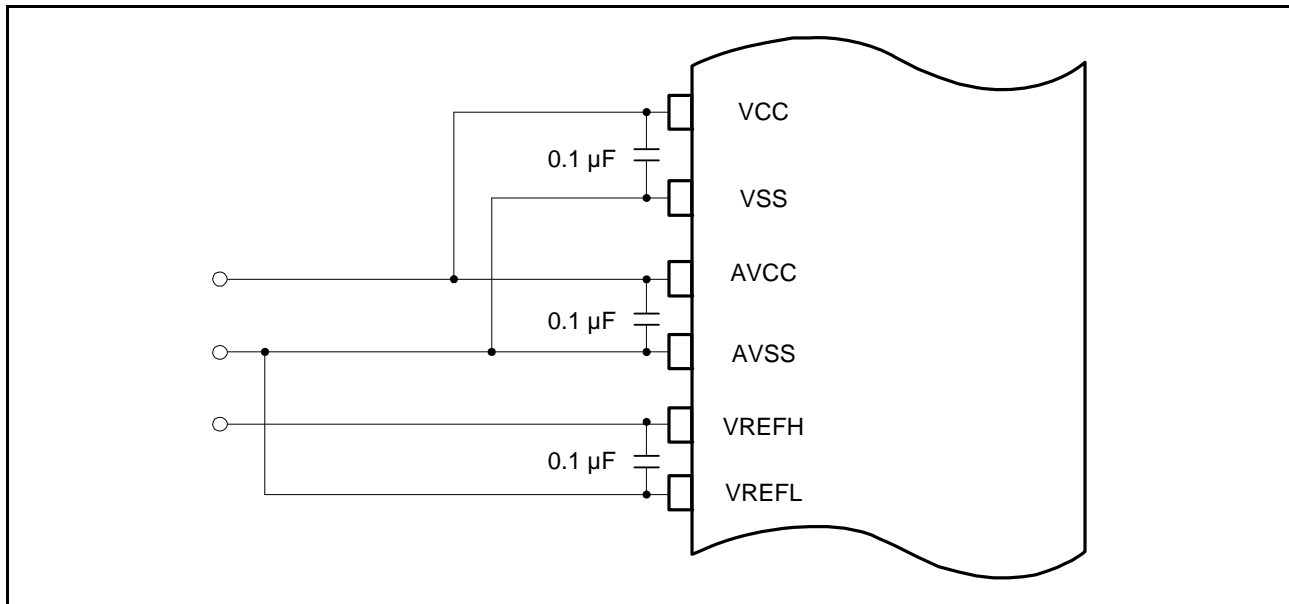 VCC
0.1 µF
VSS
AVCC
0.1 µF
AVSS
VREFH
0.1 µF
VREFL